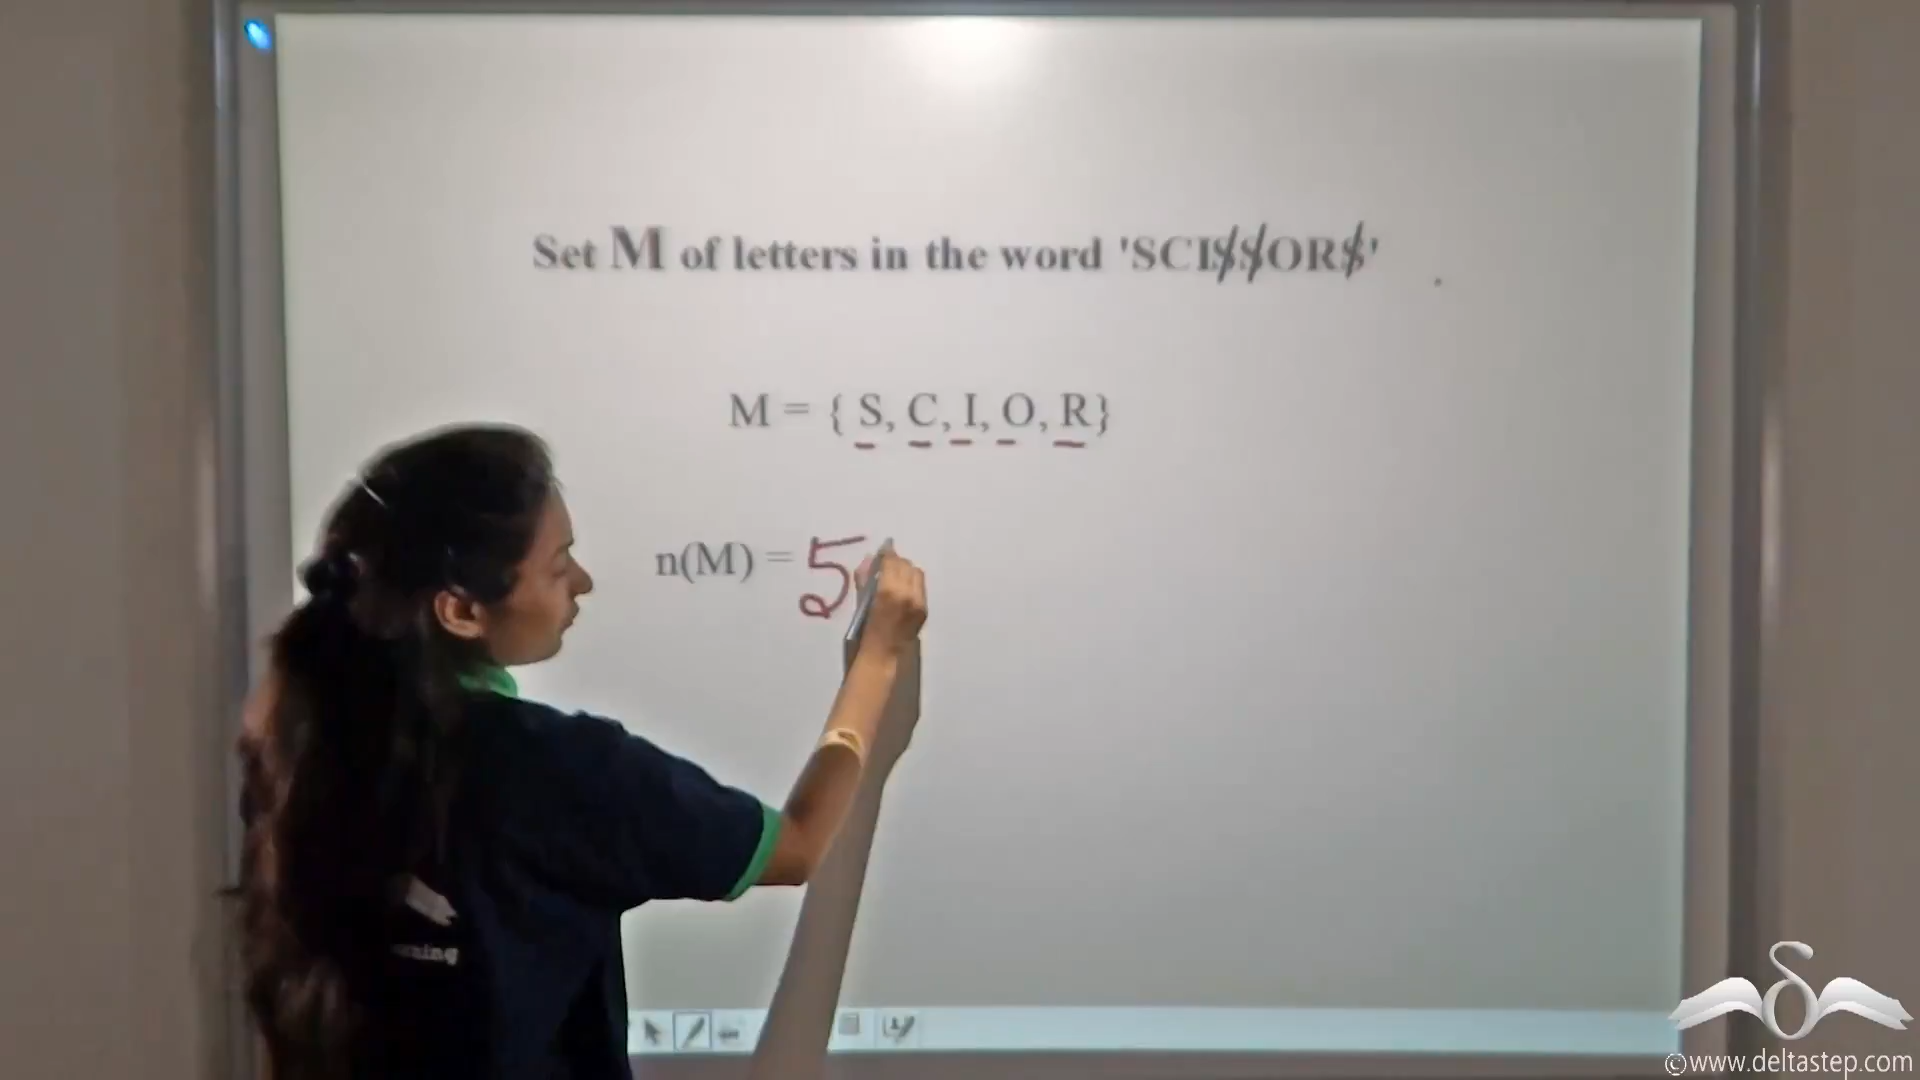 Set M of letters in the word 'SCISSORS'
M = { S, C, I, O, R}
n(M) = 5
©www.deltastep.com